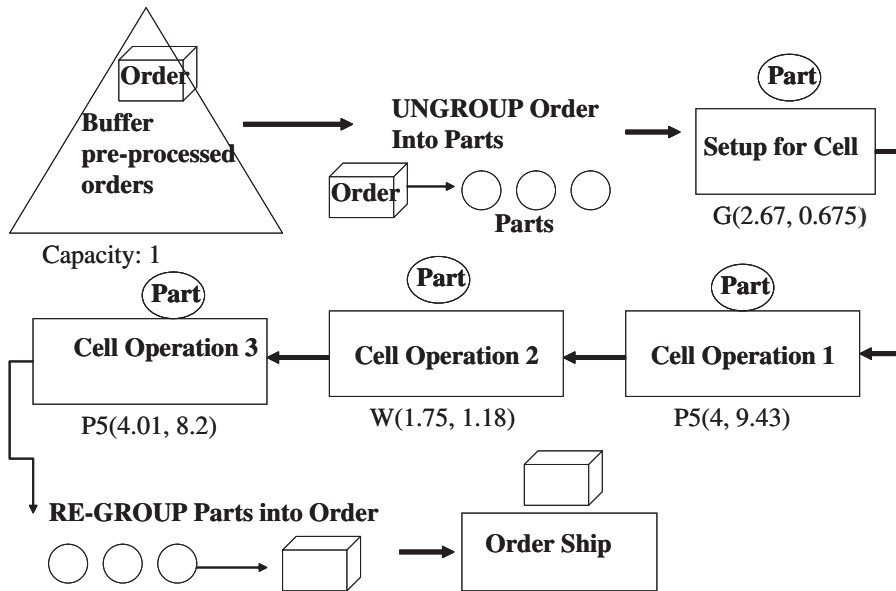 Order
Buffer
pre-processed
orders
Capacity: 1
UNGROUP Order
Into Parts
Order
Parts
Part
Setup for Cell
G(2.67, 0.675)
Part
Cell Operation 3
P5(4.01, 8.2)
Part
Cell Operation 2
W(1.75, 1.18)
Part
Cell Operation 1
P5(4, 9.43)
RE-GROUP Parts into Order
Order Ship